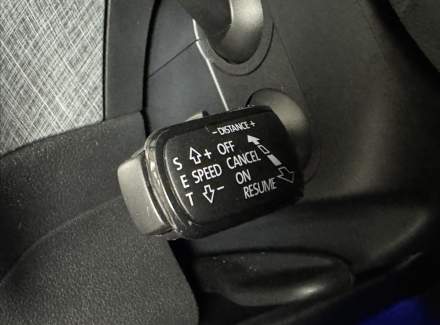 - DISTANCE +
S + OFF
E SPEED CANCEL
T - ON
RESUME